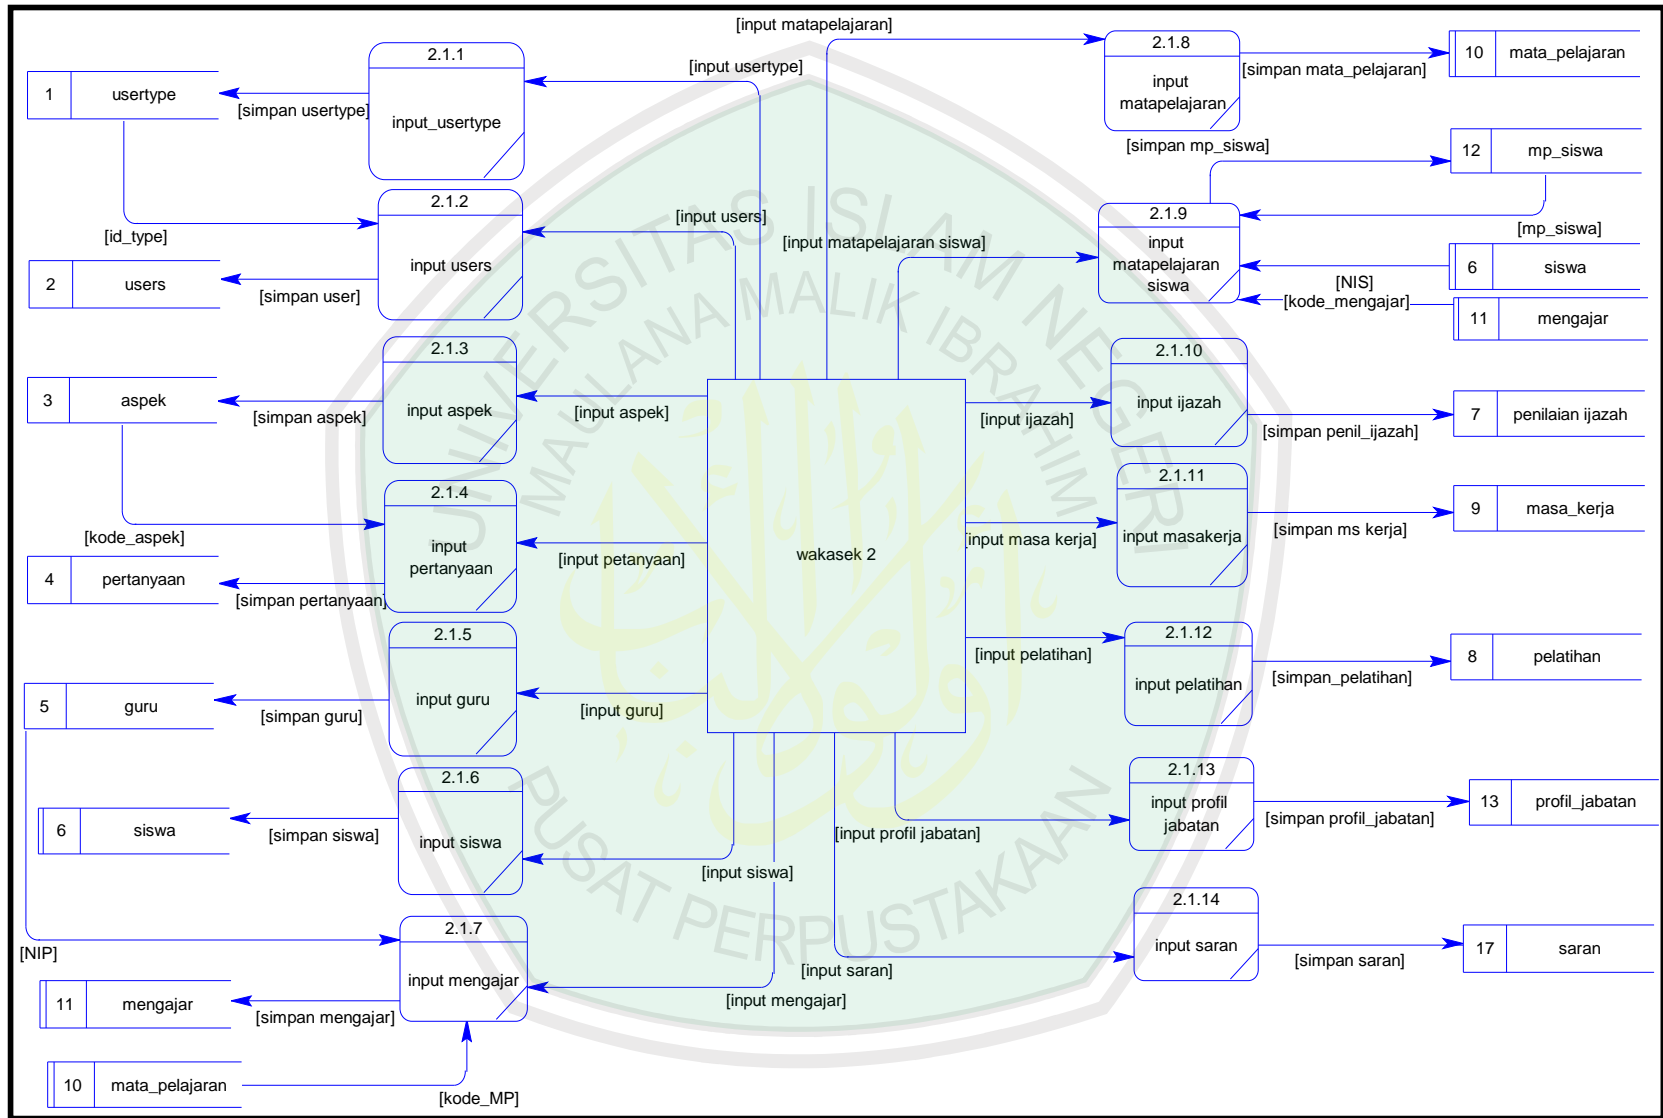 [input matapelajaran]
2.1.1
input_usertype
[input usertype]
1
usertype
[simpan usertype]
2.1.8
input
matapelajaran
[simpan mata_pelajaran]
10
mata_pelajaran
[simpan mp_siswa]
12
mp_siswa
[mp_siswa]
2.1.2
input users
[input users]
[id_type]
2
users
[simpan user]
[input matapelajaran siswa]
2.1.9
input
matapelajaran
siswa
6
siswa
[NIS]
[kode_mengajar]
11
mengajar
2.1.3
input aspek
[input aspek]
3
aspek
[simpan aspek]
2.1.10
input ijazah
[input ijazah]
[simpan penil_ijazah]
7
penilaian ijazah
2.1.4
input
pertanyaan
[input petanyaan]
[kode_aspek]
4
pertanyaan
[simpan pertanyaan]
wakasek 2
2.1.11
input masakerja
[input masa kerja]
[simpan ms kerja]
9
masa_kerja
2.1.5
input guru
[input guru]
5
guru
[simpan guru]
2.1.12
input pelatihan
[input pelatihan]
[simpan_pelatihan]
8
pelatihan
2.1.6
input siswa
[input siswa]
6
siswa
[simpan siswa]
2.1.13
input profil
jabatan
[input profil jabatan]
[simpan profil_jabatan]
13
profil_jabatan
2.1.7
input mengajar
[input mengajar]
[NIP]
11
mengajar
[simpan mengajar]
10
mata_pelajaran
[kode_MP]
2.1.14
input saran
[input saran]
[simpan saran]
17
saran
UNIVERSITAS ISLAM NEGERI
MAULANA MALIK IBRAHIM
PUSAT PERPUSTAKAAN